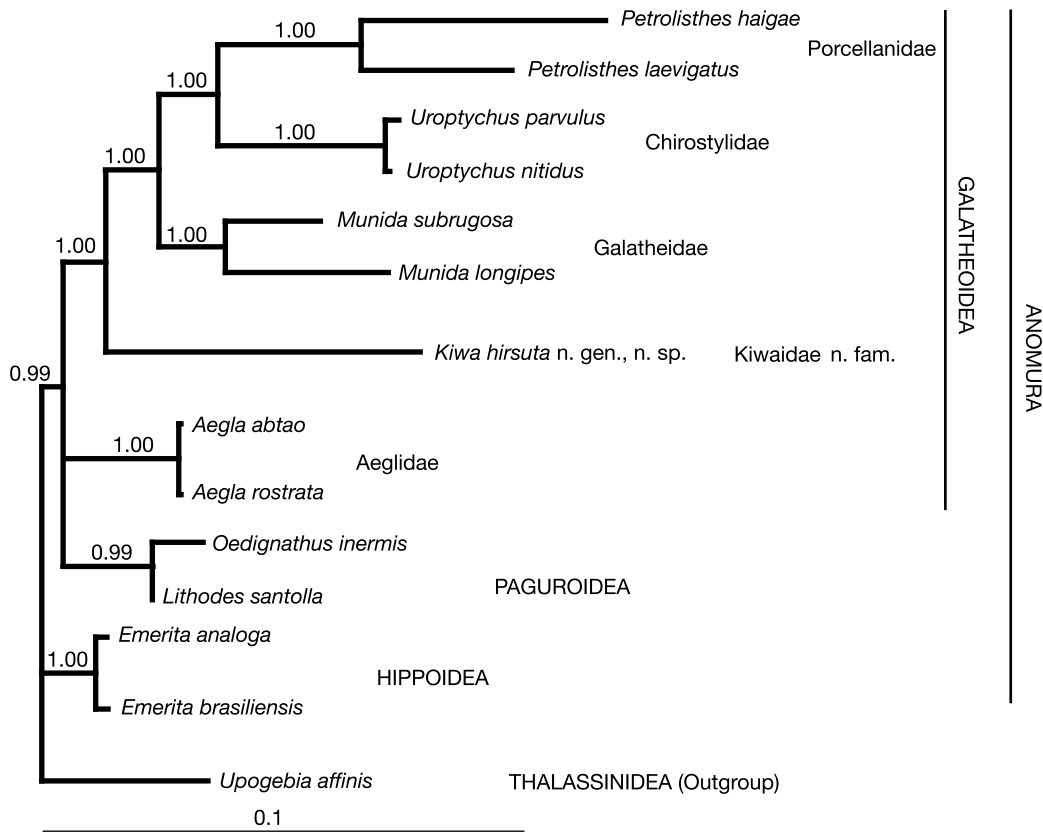 1.00
Petrolisthes haigae
Porcellanidae
Petrolisthes laevigatus
1.00
1.00
Uroptychus parvulus
Chirostylidae
Uroptychus nitidus
1.00
1.00
Munida subrugosa
Galatheidae
Munida longipes
1.00
Kiwa hirsuta n. gen., n. sp.
Kiwaidae n. fam.
0.99
Aegla abtao
1.00
Aeglidae
Aegla rostrata
Oedignathus inermis
0.99
PAGUROIDEA
Lithodes santolla
Emerita analoga
1.00
HIPPOIDEA
Emerita brasiliensis
Upogebia affinis
THALASSINIDEA (Outgroup)
0.1
GALATHEOIDEA
ANOMURA